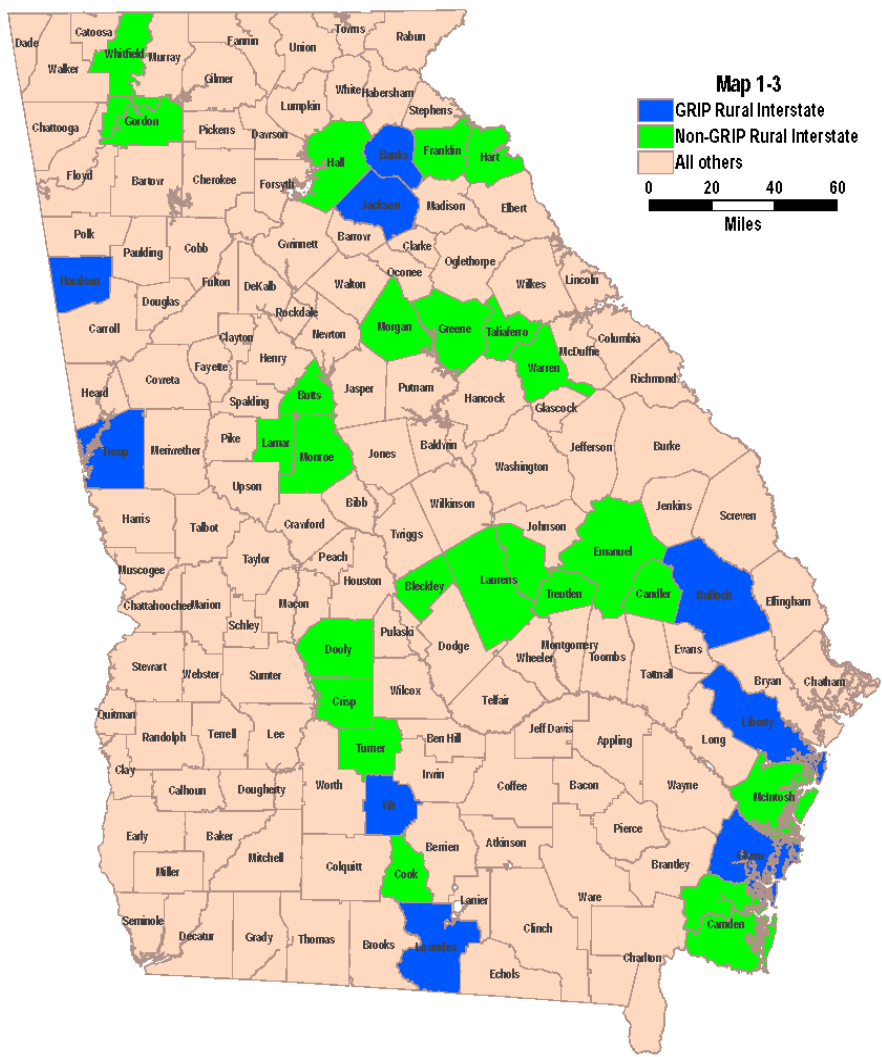 Map 1-3
GRIP Rural Interstate
Non-GRIP Rural Interstate
All others
0 20 40 60
Miles
Dade
Catoosa
Whitfield
Walker
Murray
Fannin
Union
Towns
Rabun
Gilmer
White
Habersham
Lumpkin
Stephens
Chattooga
Gordon
Pickens
Dawson
Hall
Banks
Franklin
Hart
Floyd
Bartow
Cherokee
Forsyth
Jackson
Madison
Elbert
Polk
Paulding
Cobb
Gwinnett
Barrow
Clarke
Oglethorpe
Oconee
Wilkes
Lincoln
Haralson
Douglas
Fulton
DeKalb
Walton
Rockdale
Newton
Morgan
Greene
Taliaferro
Columbia
McDuffie
Warren
Richmond
Carroll
Clayton
Henry
Fayette
Heard
Coweta
Spalding
Butts
Jasper
Putnam
Hancock
Glascock
Troup
Meriwether
Pike
Lamar
Monroe
Jones
Baldwin
Washington
Jefferson
Burke
Upson
Harris
Talbot
Crawford
Bibb
Wilkinson
Twiggs
Johnson
Jenkins
Screven
Taylor
Peach
Emanuel
Muscogee
Houston
Bleckley
Laurens
Treutlen
Candler
Bulloch
Effingham
Chattahoochee
Marion
Macon
Schley
Pulaski
Dodge
Montgomery
Wheeler
Toombs
Tattnall
Evans
Bryan
Chatham
Stewart
Webster
Sumter
Dooly
Wilcox
Telfair
Crisp
Quitman
Randolph
Terrell
Lee
Turner
Ben Hill
Jeff Davis
Appling
Long
Liberty
Clay
Calhoun
Dougherty
Worth
Irwin
Tift
Coffee
Bacon
Wayne
McIntosh
Early
Baker
Miller
Mitchell
Colquitt
Berrien
Atkinson
Pierce
Brantley
Glynn
Cook
Lanier
Ware
Seminole
Decatur
Grady
Thomas
Brooks
Lowndes
Clinch
Echols
Charlton
Camden